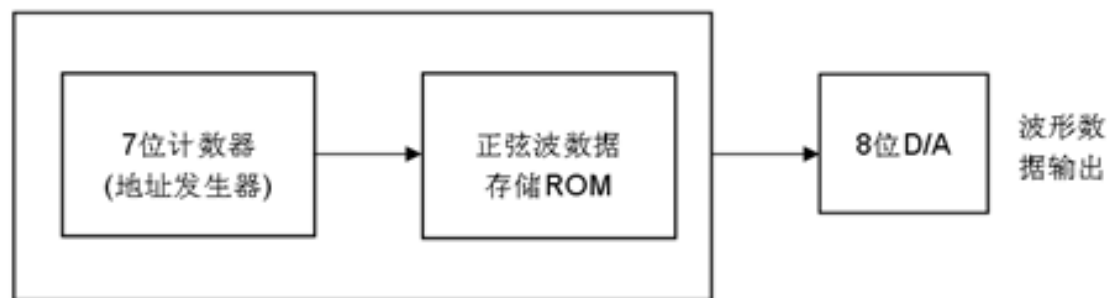 7位计数器
(地址发生器)
正弦波数据
存储ROM
8位D/A
波形数
据输出